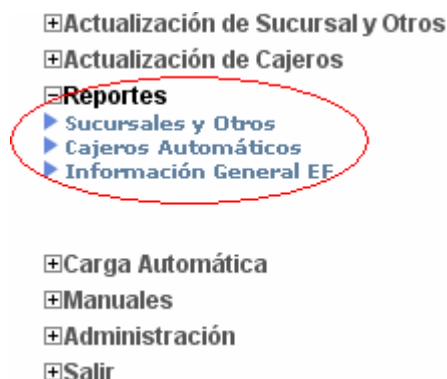 Actualización de Sucursal y Otros
Actualización de Cajeros
Reportes
Sucursales y Otros
Cajeros Automáticos
Información General EF
Carga Automática
Manuales
Administración
Salir